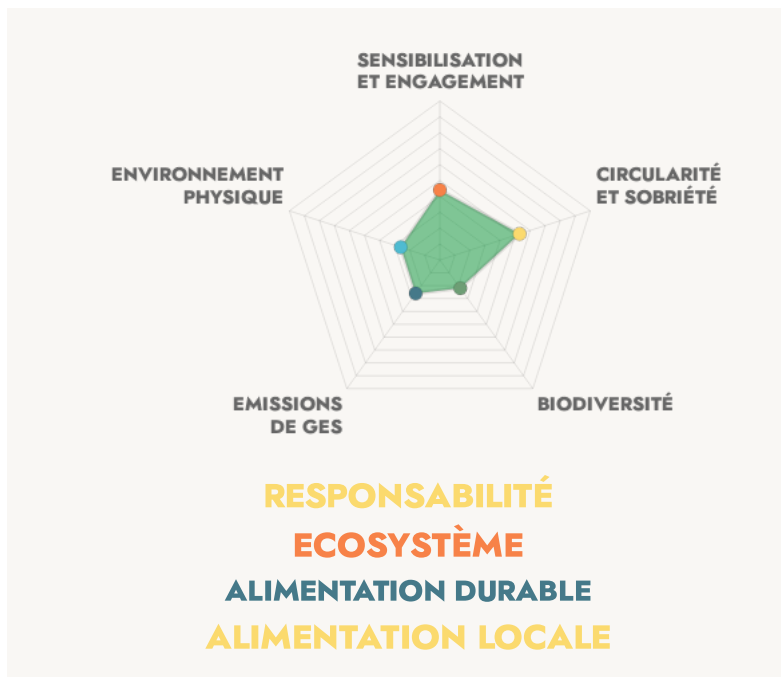 SENSIBILISATION
ET ENGAGEMENT
ENVIRONNEMENT
PHYSIQUE
CIRCULARITÉ
ET SOBRIÉTÉ
EMISSIONS
DE GES
BIODIVERSITÉ
RESPONSABILITÉ
ECOSYSTÈME
ALIMENTATION DURABLE
ALIMENTATION LOCALE